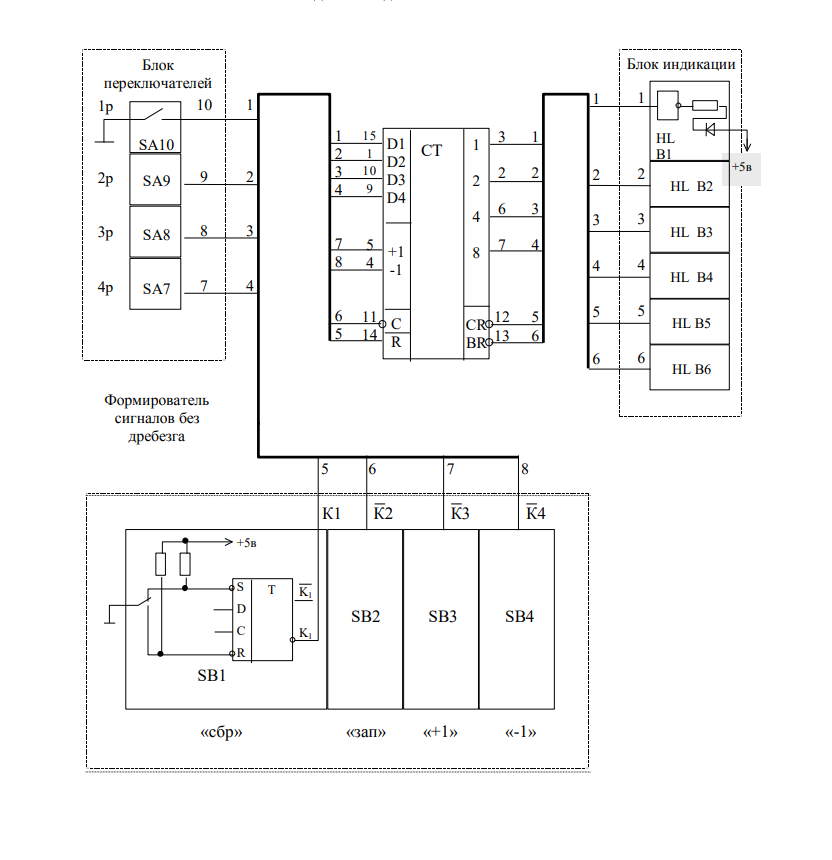 Блок
переключателей
1р
10
1
SA10
2р
SA9
9
2
3р
SA8
8
3
4р
SA7
7
4
1 15 D1
2 1 D2
3 10 D3
4 9 D4
7 5 +1
8 4 -1
6 11 C
5 14 R
CT
1 3 1
2 2 2
4 6 3
8 7 4
CR 12 5
BR 13 6
Блок индикации
1 1
HL
B1
+5в
2 2 HL B2
3 3 HL B3
4 4 HL B4
5 5 HL B5
6 6 HL B6
Формирователь
сигналов без
дребезга
5 6 7 8
K1 K̅2 K̅3 K̅4
+5в
S T K̅₁
D
C K₁
R
SB1
SB2
SB3
SB4
«сбр» «зап» «+1» «-1»